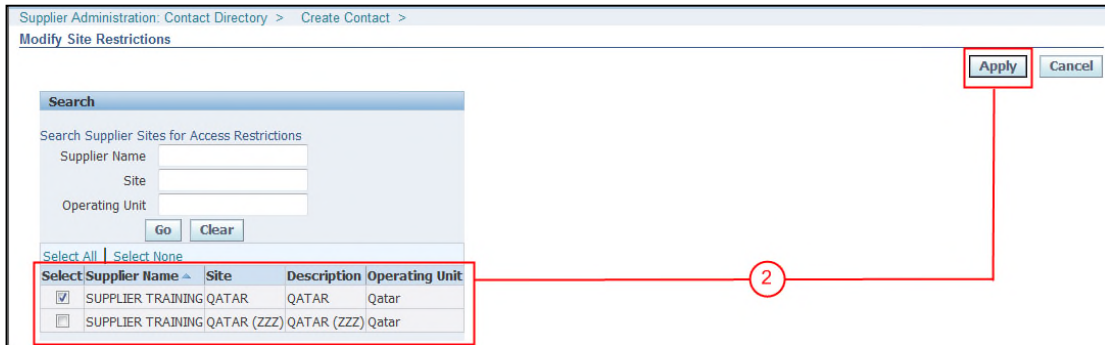 Supplier Administration: Contact Directory > Create Contact >
Modify Site Restrictions
Apply Cancel
Search
Search Supplier Sites for Access Restrictions
Supplier Name
Site
Operating Unit
Go Clear
Select All | Select None
Select Supplier Name Site Description Operating Unit
SUPPLIER TRAINING QATAR QATAR Qatar
SUPPLIER TRAINING QATAR (ZZZ) QATAR (ZZZ) Qatar
2